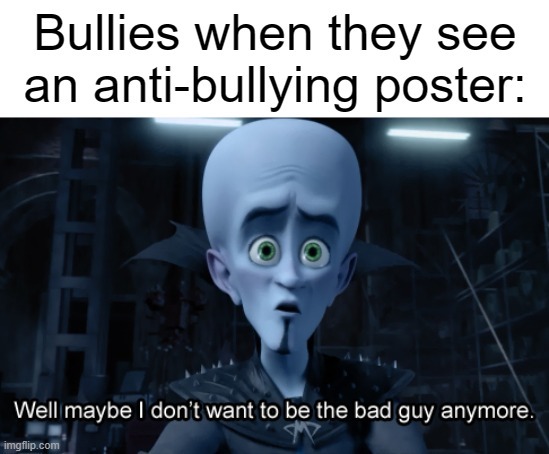 Bullies when they see
an anti-bullying poster:
Well maybe I don't want to be the bad guy anymore.
imgflip.com